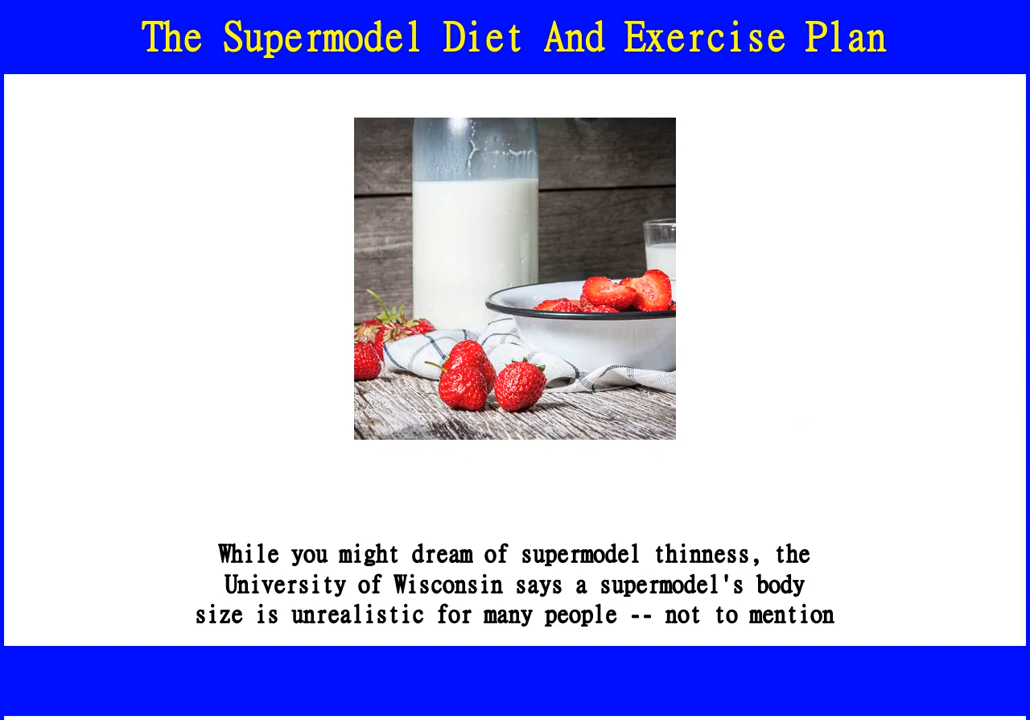 The Supermodel Diet And Exercise Plan
While you might dream of supermodel thinness, the
University of Wisconsin says a supermodel's body
size is unrealistic for many people -- not to mention